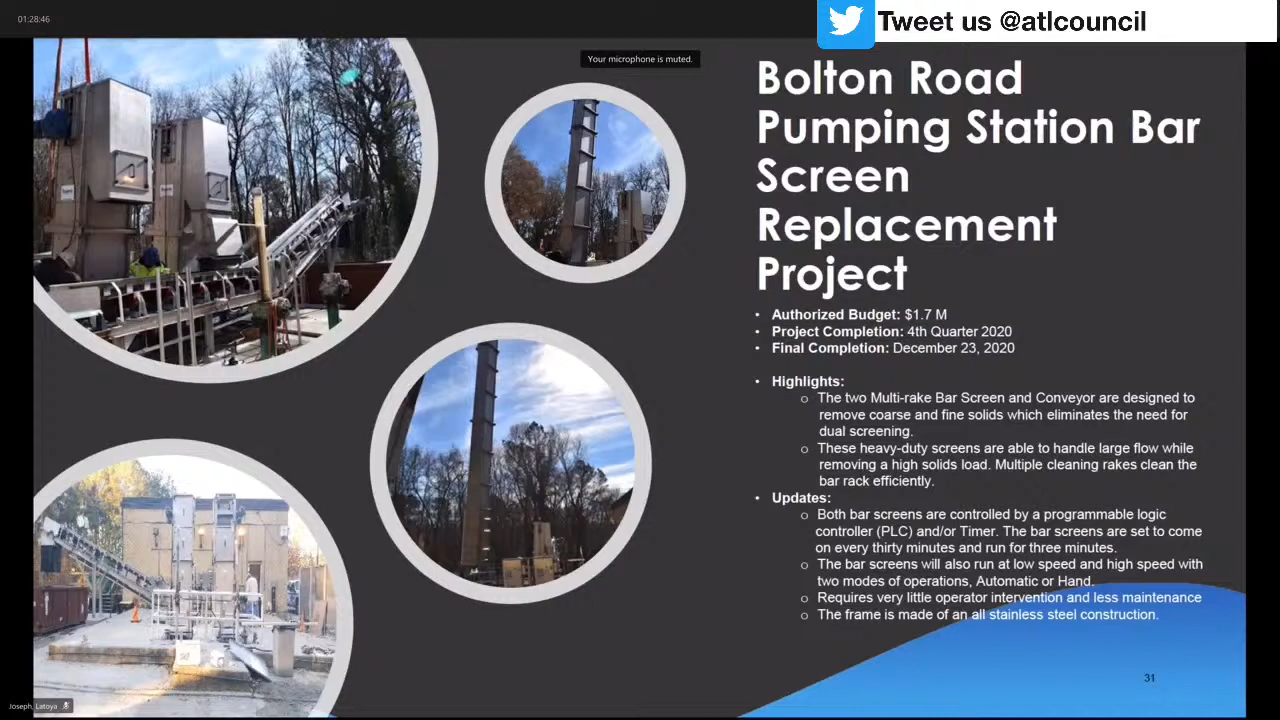 01:28:46
Tweet us @atlcouncil
Your microphone is muted.
Bolton Road
Pumping Station Bar
Screen
Replacement
Project
• Authorized Budget: $1.7 M
• Project Completion: 4th Quarter 2020
• Final Completion: December 23, 2020
• Highlights:
o The two Multi-rake Bar Screen and Conveyor are designed to
remove coarse and fine solids which eliminates the need for
dual screening.
o These heavy-duty screens are able to handle large flow while
removing a high solids load. Multiple cleaning rakes clean the
bar rack efficiently.
• Updates:
o Both bar screens are controlled by a programmable logic
controller (PLC) and/or Timer. The bar screens are set to come
on every thirty minutes and run for three minutes.
o The bar screens will also run at low speed and high speed with
two modes of operations, Automatic or Hand.
o Requires very little operator intervention and less maintenance
o The frame is made of an all stainless steel construction.
31
Joseph, Latoya